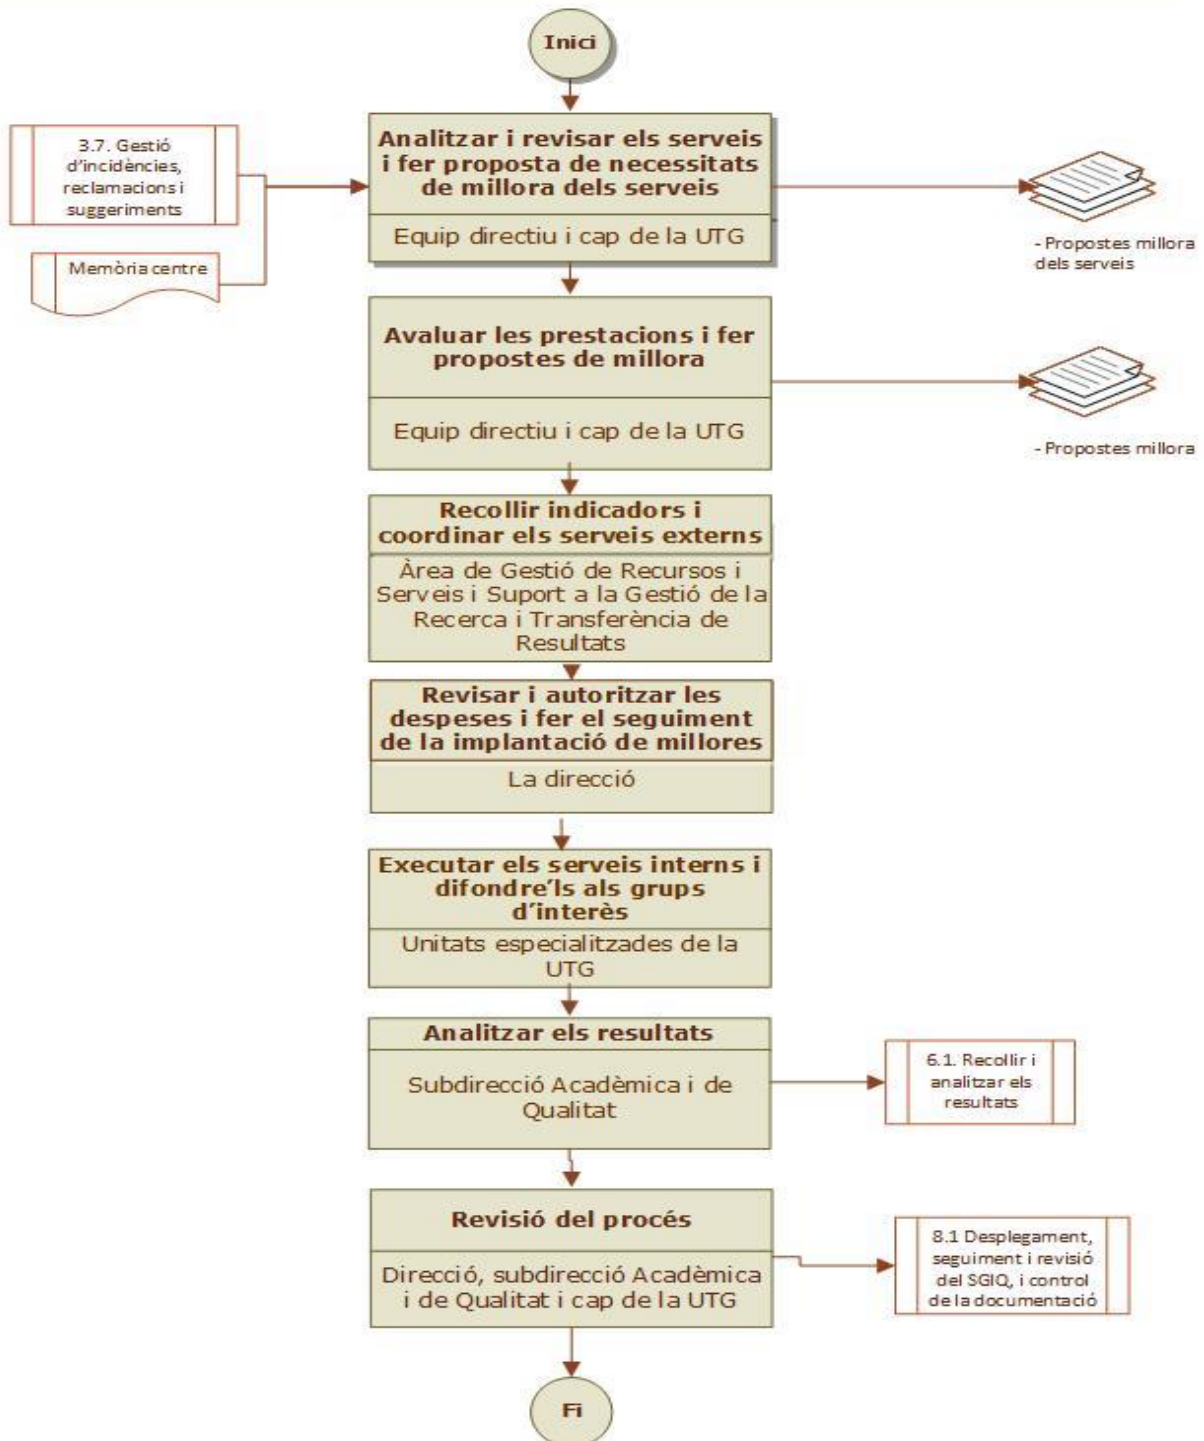 Inici
Analitzar i revisar els serveis
i fer proposta de necessitats
de millora dels serveis
Equip directiu i cap de la UTG
3.7. Gestió
d'incidències,
reclamacions i
suggeriments
Memòria centre
- Propostes millora
dels serveis
Avaluar les prestacions i fer
propostes de millora
Equip directiu i cap de la UTG
- Propostes millora
Recollir indicadors i
coordinar els serveis externs
Àrea de Gestió de Recursos i
Serveis i Suport a la Gestió de la
Recerca i Transferència de
Resultats
Revisar i autoritzar les
despeses i fer el seguiment
de la implantació de millores
La direcció
Executar els serveis interns i
difondre´ls als grups
d´interès
Unitats especialitzades de la
UTG
Analitzar els resultats
Subdirecció Acadèmica i de
Qualitat
6.1. Recollir i
analitzar els
resultats
Revisió del procés
Direcció, subdirecció Acadèmica
i de Qualitat i cap de la UTG
8.1 Desplegament,
seguiment i revisió
del SGIQ, i control
de la documentació
Fi